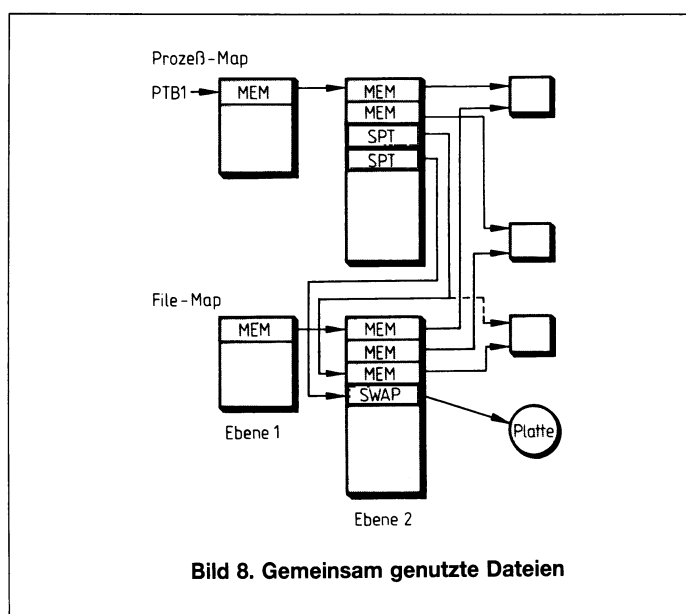 Prozeß-Map
PTB1
MEM
MEM
MEM
SPT
SPT
File-Map
MEM
MEM
MEM
MEM
SWAP
Platte
Ebene 1
Ebene 2
Bild 8. Gemeinsam genutzte Dateien